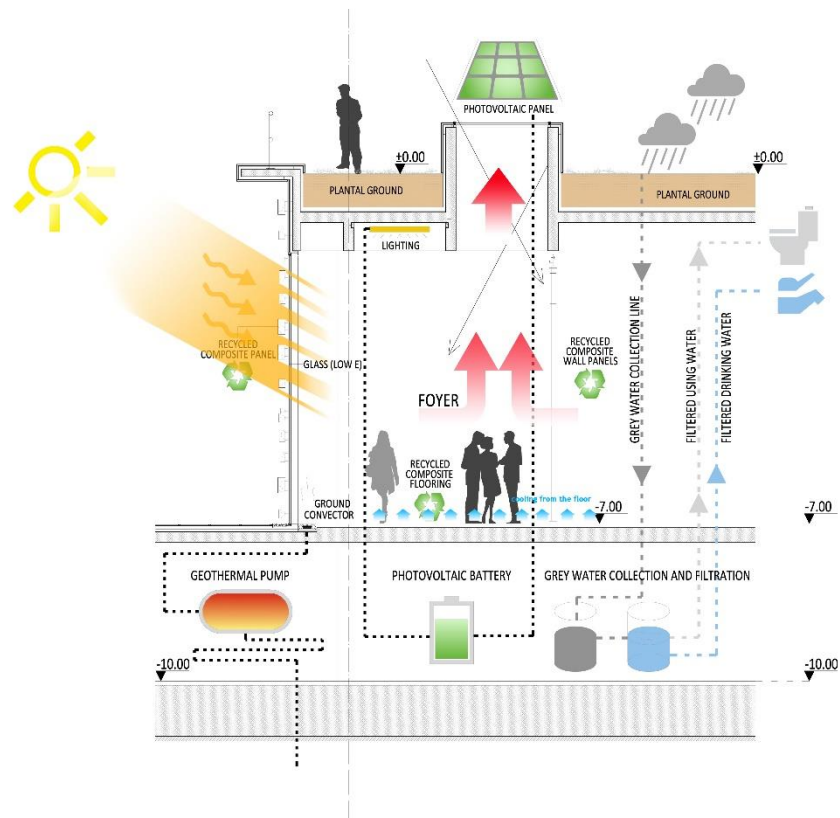 PHOTOVOLTAIC PANEL
±0.00
±0.00
PLANTAL GROUND
PLANTAL GROUND
LIGHTING
RECYCLED
COMPOSITE PANEL
GLASS (LOW E)
RECYCLED
COMPOSITE
WALL PANELS
GREY WATER COLLECTION LINE
FILTERED USING WATER
FILTERED DRINKING WATER
FOYER
RECYCLED
COMPOSITE
FLOORING
cooling from the floor
GROUND
CONVECTOR
-7.00
-7.00
GEOTHERMAL PUMP
PHOTOVOLTAIC BATTERY
GREY WATER COLLECTION AND FILTRATION
-10.00
-10.00